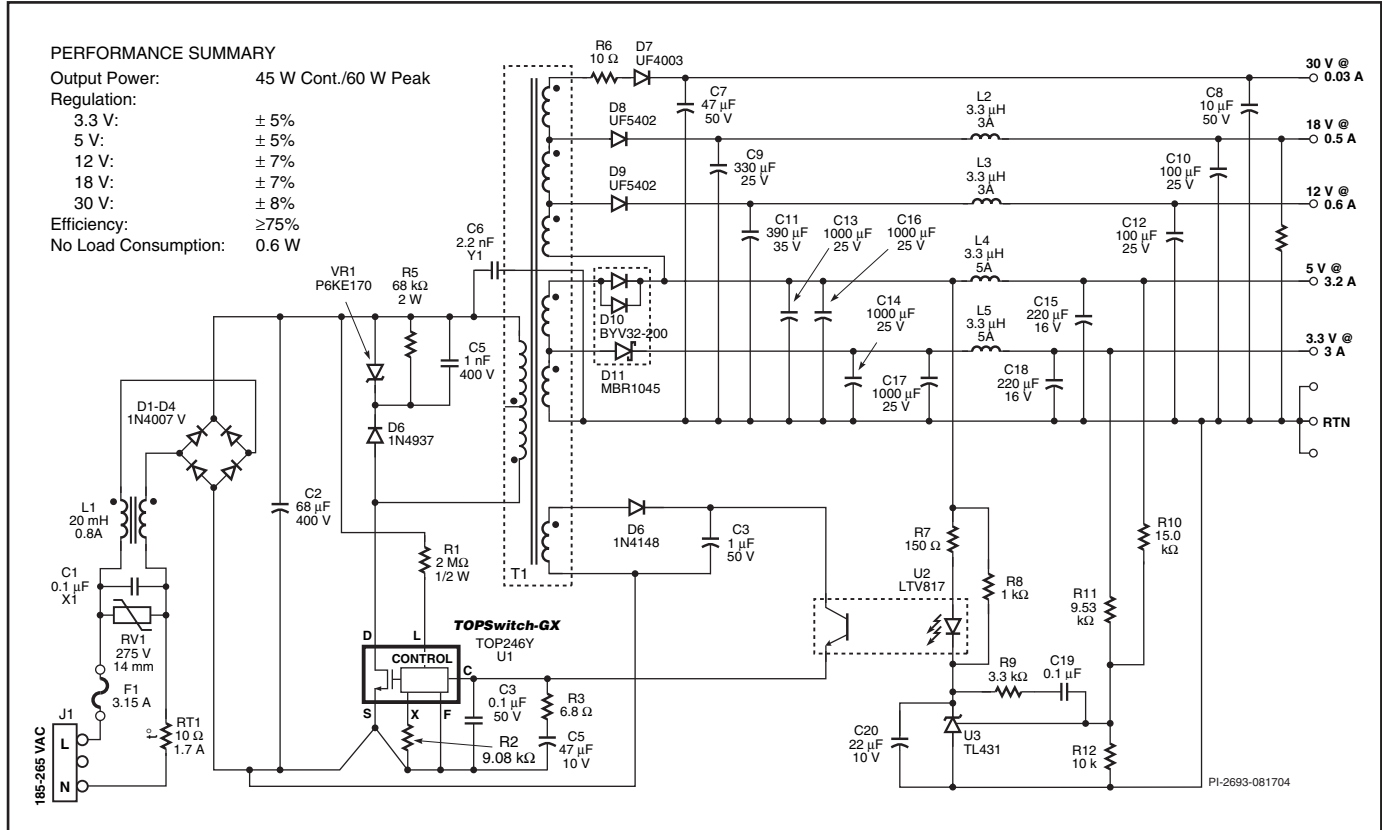 PERFORMANCE SUMMARY
Output Power: 45 W Cont./60 W Peak
Regulation:
3.3 V: ± 5%
5 V: ± 5%
12 V: ± 7%
18 V: ± 7%
30 V: ± 8%
Efficiency: ≥75%
No Load Consumption: 0.6 W
R6
10 Ω
D7
UF4003
C7
47 µF
50 V
C8
10 µF
50 V
30 V @
0.03 A
D8
UF5402
L2
3.3 µH
3A
18 V @
0.5 A
C9
330 µF
25 V
C10
100 µF
25 V
D9
UF5402
L3
3.3 µH
3A
12 V @
0.6 A
C11
390 µF
35 V
C13
1000 µF
25 V
C16
1000 µF
25 V
C12
100 µF
25 V
C6
2.2 nF
Y1
L4
3.3 µH
5A
5 V @
3.2 A
D10
BYV32-200
C14
1000 µF
25 V
C15
220 µF
16 V
L5
3.3 µH
5A
3.3 V @
3 A
D11
MBR1045
C17
1000 µF
25 V
C18
220 µF
16 V
RTN
VR1
P6KE170
R5
68 kΩ
2 W
C5
1 nF
400 V
D6
1N4937
D1-D4
1N4007 V
C2
68 µF
400 V
L1
20 mH
0.8A
C1
0.1 µF
X1
RV1
275 V
14 mm
F1
3.15 A
J1
L
N
185-265 VAC
t°
RT1
10 Ω
1.7 A
R1
2 MΩ
1/2 W
T1
D6
1N4148
C3
1 µF
50 V
TOPSwitch-GX
TOP246Y
U1
D
L
CONTROL
C
S
X
F
R2
9.08 kΩ
C3
0.1 µF
50 V
R3
6.8 Ω
C5
47 µF
10 V
U2
LTV817
R7
150 Ω
R8
1 kΩ
R9
3.3 kΩ
C19
0.1 µF
R10
15.0
kΩ
R11
9.53
kΩ
C20
22 µF
10 V
U3
TL431
R12
10 k
PI-2693-081704